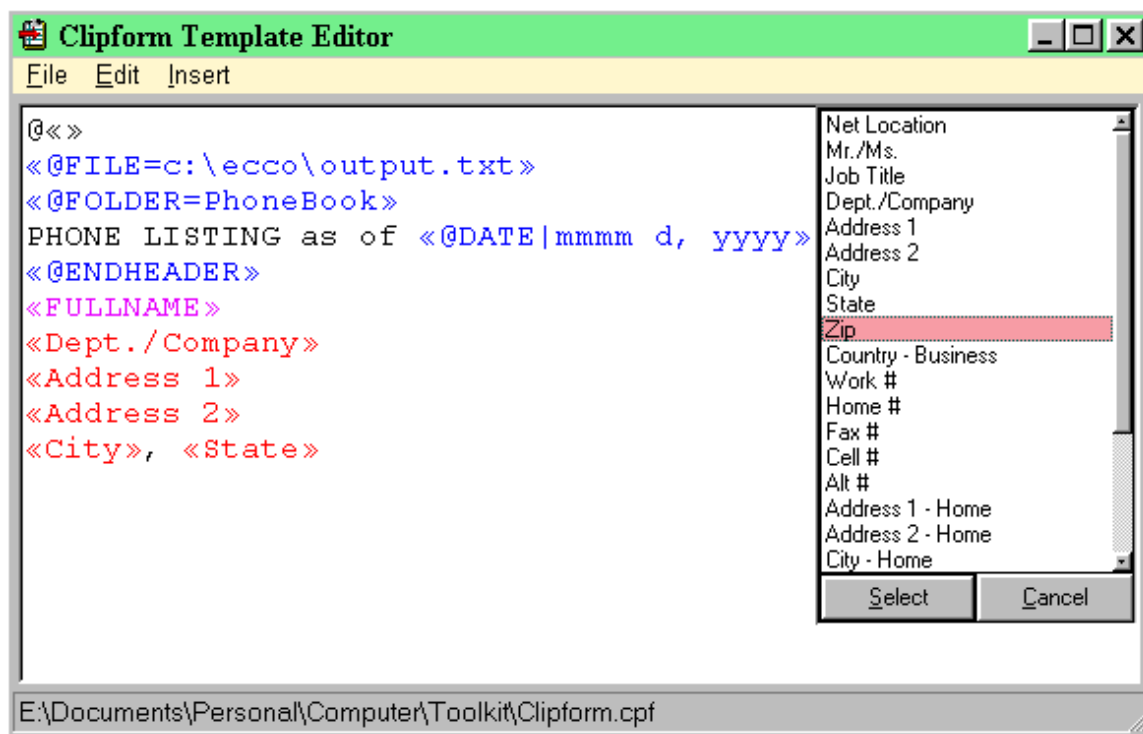 Clipform Template Editor
File Edit Insert
@«»
«@FILE=c:\ecco\output.txt»
«@FOLDER=PhoneBook»
PHONE LISTING as of «@DATE|mmmm d, yyyy»
«@ENDHEADER»
«FULLNAME»
«Dept./Company»
«Address 1»
«Address 2»
«City», «State»
Net Location
Mr./Ms.
Job Title
Dept./Company
Address 1
Address 2
City
State
Zip
Country - Business
Work #
Home #
Fax #
Cell #
Alt #
Address 1 - Home
Address 2 - Home
City - Home
Select Cancel
E:\Documents\Personal\Computer\Toolkit\Clipform.cpf